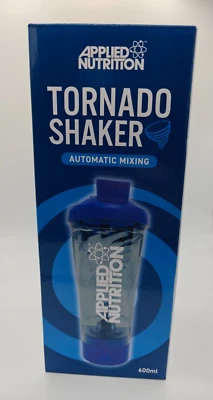 APPLIED
NUTRITION
TORNADO
SHAKER
AUTOMATIC MIXING
APPLIED
NUTRITION
600ml